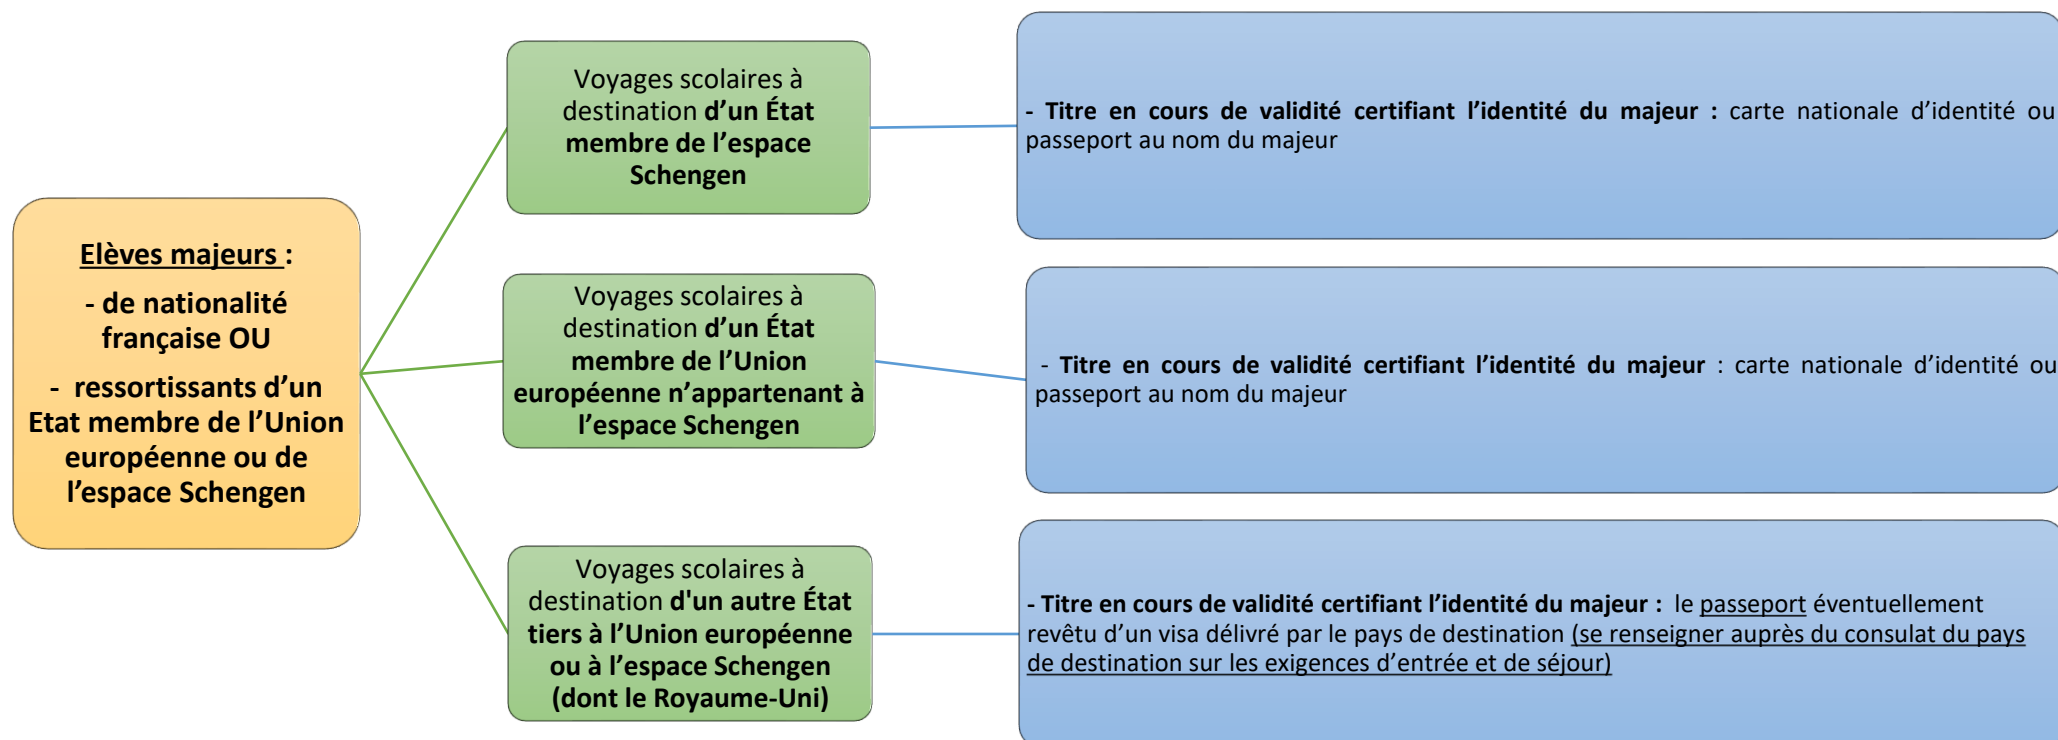 Elèves majeurs :
- de nationalité
française OU
- ressortissants d’un
Etat membre de l’Union
européenne ou de
l’espace Schengen
Voyages scolaires à
destination d’un État
membre de l’espace
Schengen
- Titre en cours de validité certifiant l’identité du majeur : carte nationale d’identité ou
passeport au nom du majeur
Voyages scolaires à
destination d’un État
membre de l’Union
européenne n’appartenant à
l’espace Schengen
- Titre en cours de validité certifiant l’identité du majeur : carte nationale d’identité ou
passeport au nom du majeur
Voyages scolaires à
destination d'un autre État
tiers à l’Union européenne
ou à l’espace Schengen
(dont le Royaume-Uni)
- Titre en cours de validité certifiant l’identité du majeur : le passeport éventuellement
revêtu d’un visa délivré par le pays de destination (se renseigner auprès du consulat du pays
de destination sur les exigences d’entrée et de séjour)